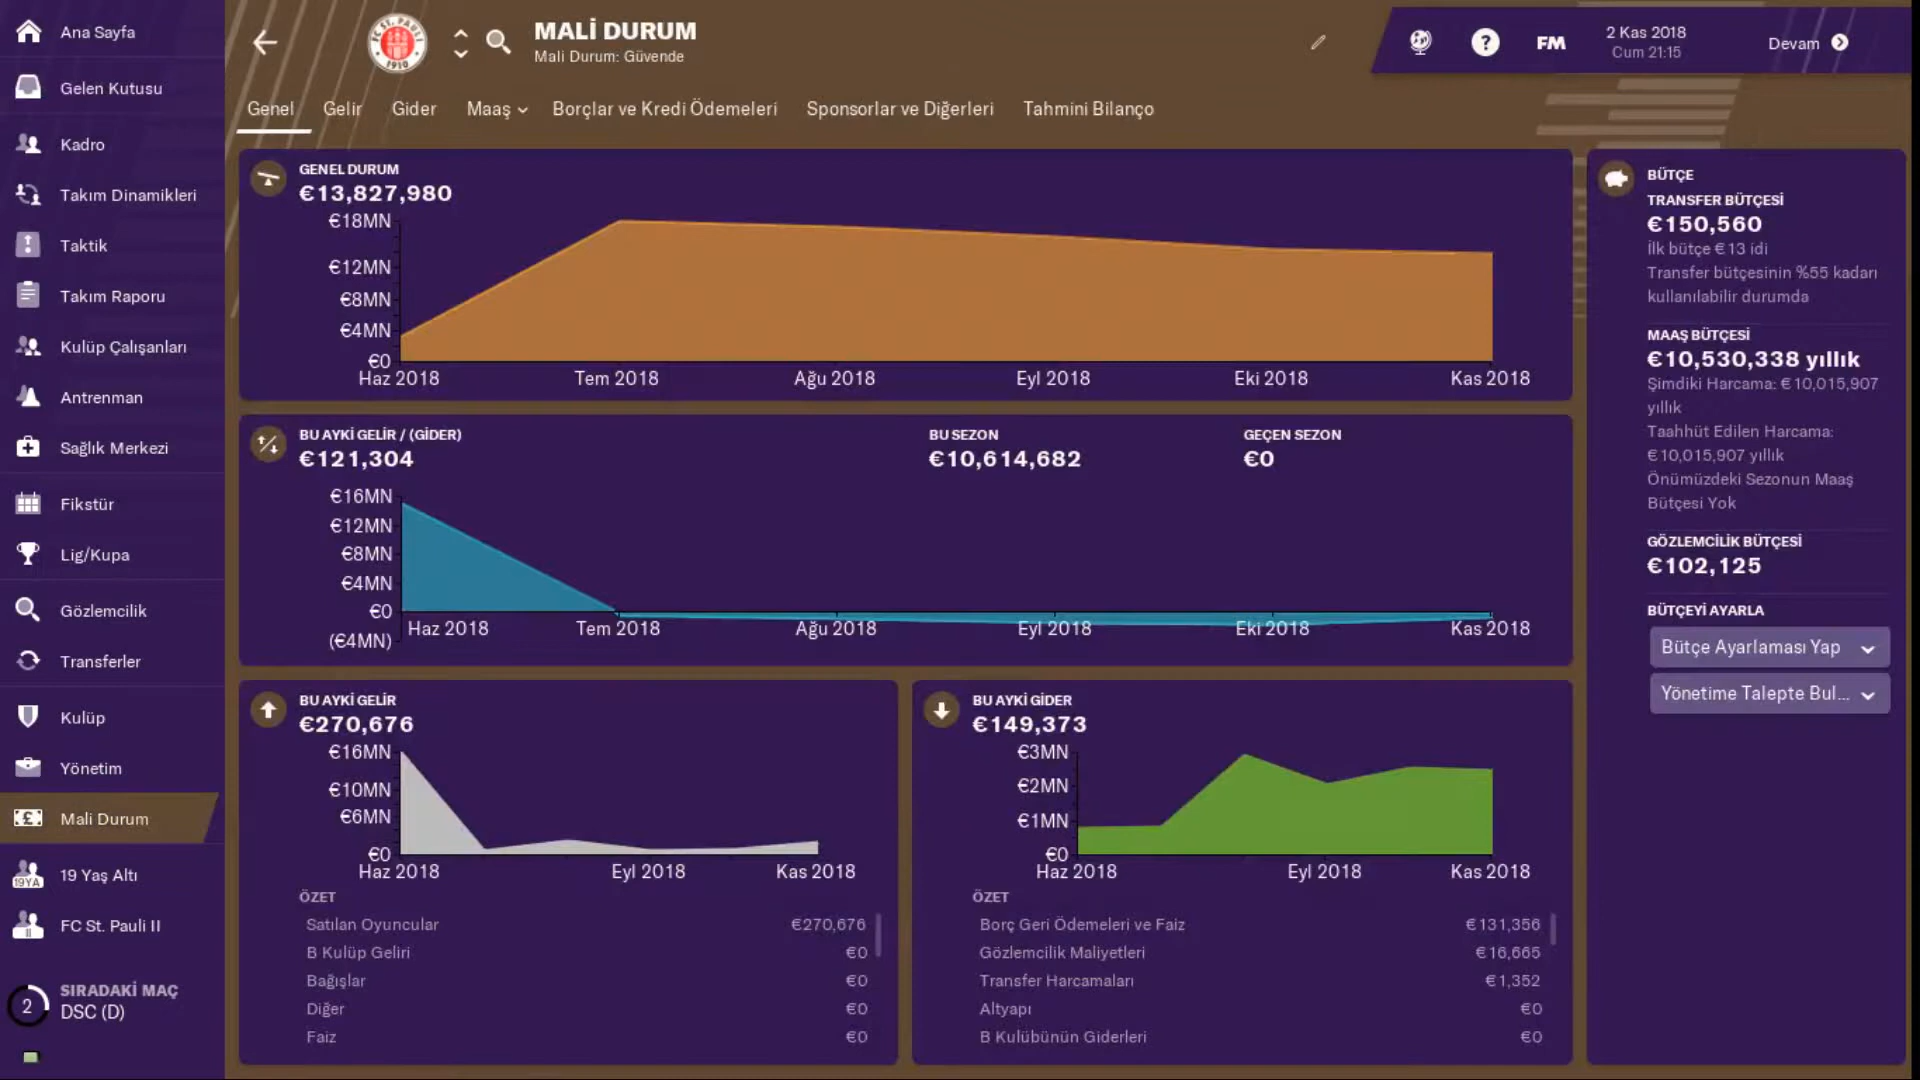 Ana Sayfa
Gelen Kutusu
Kadro
Takım Dinamikleri
Taktik
Takım Raporu
Kulüp Çalışanları
Antrenman
Sağlık Merkezi
Fikstür
Lig/Kupa
Gözlemcilik
Transferler
Kulüp
Yönetim
Mali Durum
19YA
19 Yaş Altı
II
FC St. Pauli II
2
SIRADAKİ MAÇ
DSC (D)
FC ST. PAULI
1910
MALİ DURUM
Mali Durum: Güvende
?
FM
2 Kas 2018
Cum 21:15
Devam
Genel
Gelir
Gider
Maaş
Borçlar ve Kredi Ödemeleri
Sponsorlar ve Diğerleri
Tahmini Bilanço
GENEL DURUM
€13,827,980
€18MN
€12MN
€8MN
€4MN
€0
Haz 2018
Tem 2018
Ağu 2018
Eyl 2018
Eki 2018
Kas 2018
BU AYKİ GELİR / (GİDER)
€121,304
BU SEZON
€10,614,682
GEÇEN SEZON
€0
€16MN
€12MN
€8MN
€4MN
€0
(€4MN)
Haz 2018
Tem 2018
Ağu 2018
Eyl 2018
Eki 2018
Kas 2018
BU AYKİ GELİR
€270,676
€16MN
€10MN
€6MN
€0
Haz 2018
Eyl 2018
Kas 2018
ÖZET
Satılan Oyuncular €270,676
B Kulüp Geliri €0
Bağışlar €0
Diğer €0
Faiz €0
BU AYKİ GİDER
€149,373
€3MN
€2MN
€1MN
€0
Haz 2018
Eyl 2018
Kas 2018
ÖZET
Borç Geri Ödemeleri ve Faiz €131,356
Gözlemcilik Maliyetleri €16,665
Transfer Harcamaları €1,352
Altyapı €0
B Kulübünün Giderleri €0
BÜTÇE
TRANSFER BÜTÇESİ
€150,560
İlk bütçe €13 idi
Transfer bütçesinin %55 kadarı
kullanılabilir durumda
MAAŞ BÜTÇESİ
€10,530,338 yıllık
Şimdiki Harcama: €10,015,907
yıllık
Taahhüt Edilen Harcama:
€10,015,907 yıllık
Önümüzdeki Sezonun Maaş
Bütçesi Yok
GÖZLEMCİLİK BÜTÇESİ
€102,125
BÜTÇEYİ AYARLA
Bütçe Ayarlaması Yap
Yönetime Talepte Bul...